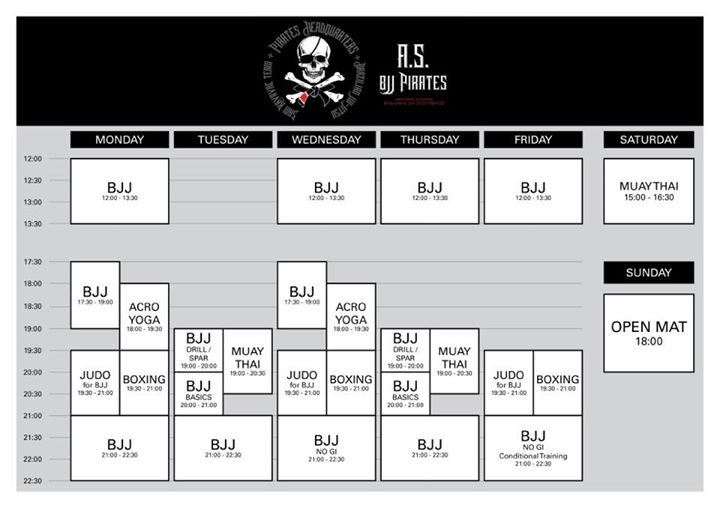 PIRATES HEADQUARTERS + BRAZILIAN JIU-JITSU
A.S.
BJJ PIRATES
MONDAY TUESDAY WEDNESDAY THURSDAY FRIDAY SATURDAY
12:00
12:30
13:00
13:30
BJJ
12:00 - 13:30
BJJ
12:00 - 13:30
BJJ
12:00 - 13:30
BJJ
12:00 - 13:30
MUAY THAI
15:00 - 16:30
SUNDAY
OPEN MAT
18:00
17:30
18:00
18:30
19:00
19:30
20:00
20:30
21:00
21:30
22:00
22:30
BJJ
17:30 - 19:00
ACRO
YOGA
18:00 - 19:30
JUDO
for BJJ
19:30 - 21:00
BOXING
19:30 - 21:00
BJJ
21:00 - 22:30
BJJ
DRILL /
SPAR
19:00 - 20:00
MUAY
THAI
19:00 - 20:30
BJJ
BASICS
20:00 - 21:00
BJJ
21:00 - 22:30
BJJ
17:30 - 19:00
ACRO
YOGA
18:00 - 19:30
JUDO
for BJJ
19:30 - 21:00
BOXING
19:30 - 21:00
BJJ
NO GI
21:00 - 22:30
BJJ
DRILL /
SPAR
19:00 - 20:00
MUAY
THAI
19:00 - 20:30
BJJ
BASICS
20:00 - 21:00
BJJ
21:00 - 22:30
JUDO
for BJJ
19:30 - 21:00
BOXING
19:30 - 21:00
BJJ
NO GI
Conditional Training
21:00 - 22:30